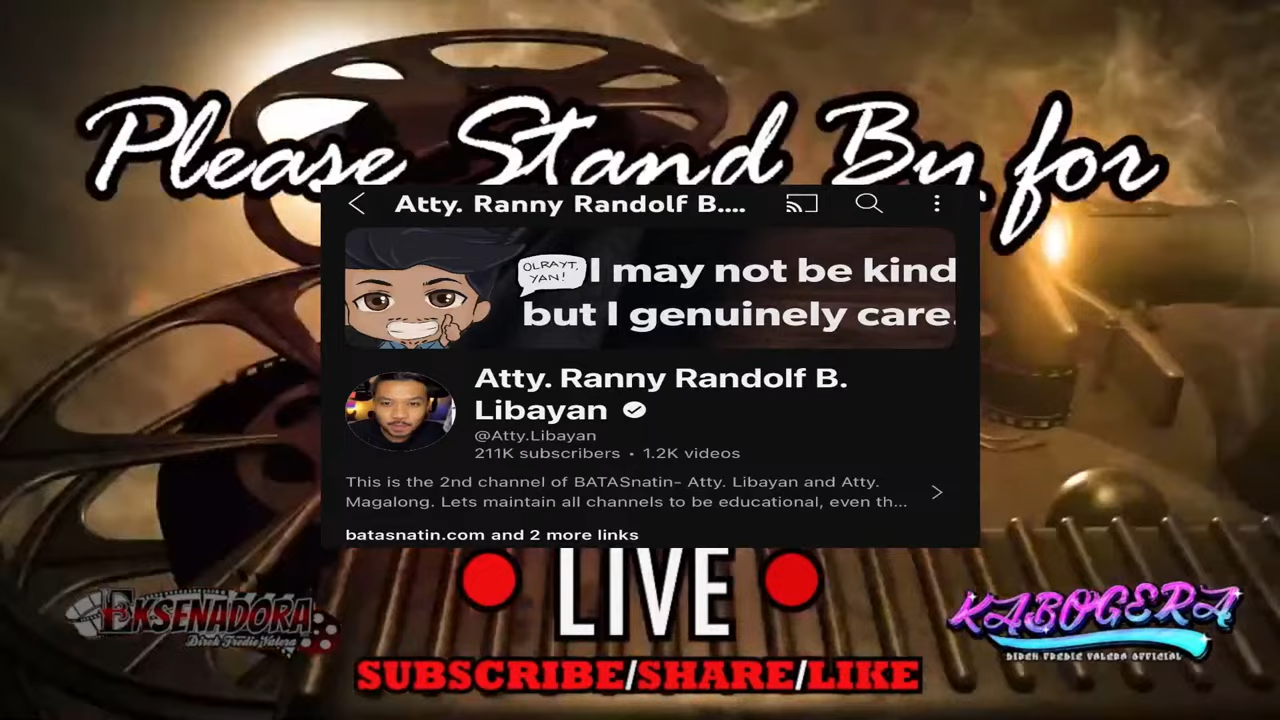 Please Stand By for
Atty. Ranny Randolf B....
OLRAYT,
YAN!
I may not be kind
but I genuinely care.
Atty. Ranny Randolf B.
Libayan
@Atty.Libayan
211K subscribers • 1.2K videos
This is the 2nd channel of BATASnatin- Atty. Libayan and Atty.
Magalong. Lets maintain all channels to be educational, even th...
batasnatin.com and 2 more links
LIVE
EKSENADORA
Direk Fredie Valera
KABOGERA
DIREK FREDIE VALERA OFFICIAL
SUBSCRIBE/SHARE/LIKE